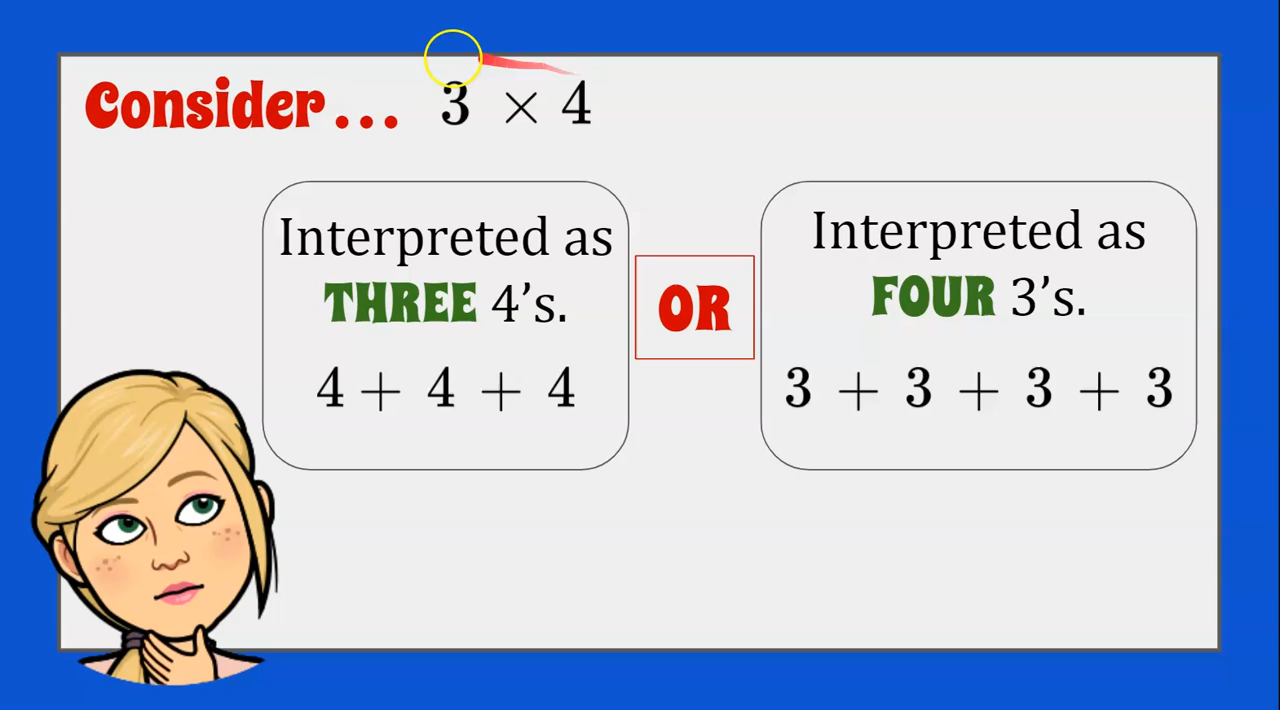 Consider... 3 × 4
Interpreted as
THREE 4’s.
4 + 4 + 4
OR
Interpreted as
FOUR 3’s.
3 + 3 + 3 + 3